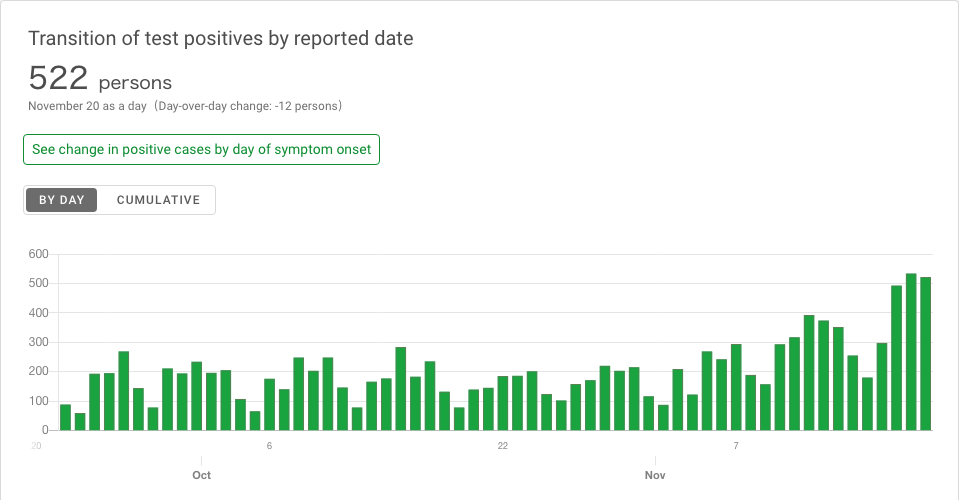 Transition of test positives by reported date
522 persons
November 20 as a day (Day-over-day change: -12 persons)
See change in positive cases by day of symptom onset
BY DAY CUMULATIVE
600
500
400
300
200
100
0
20 6 22 7
Oct Nov